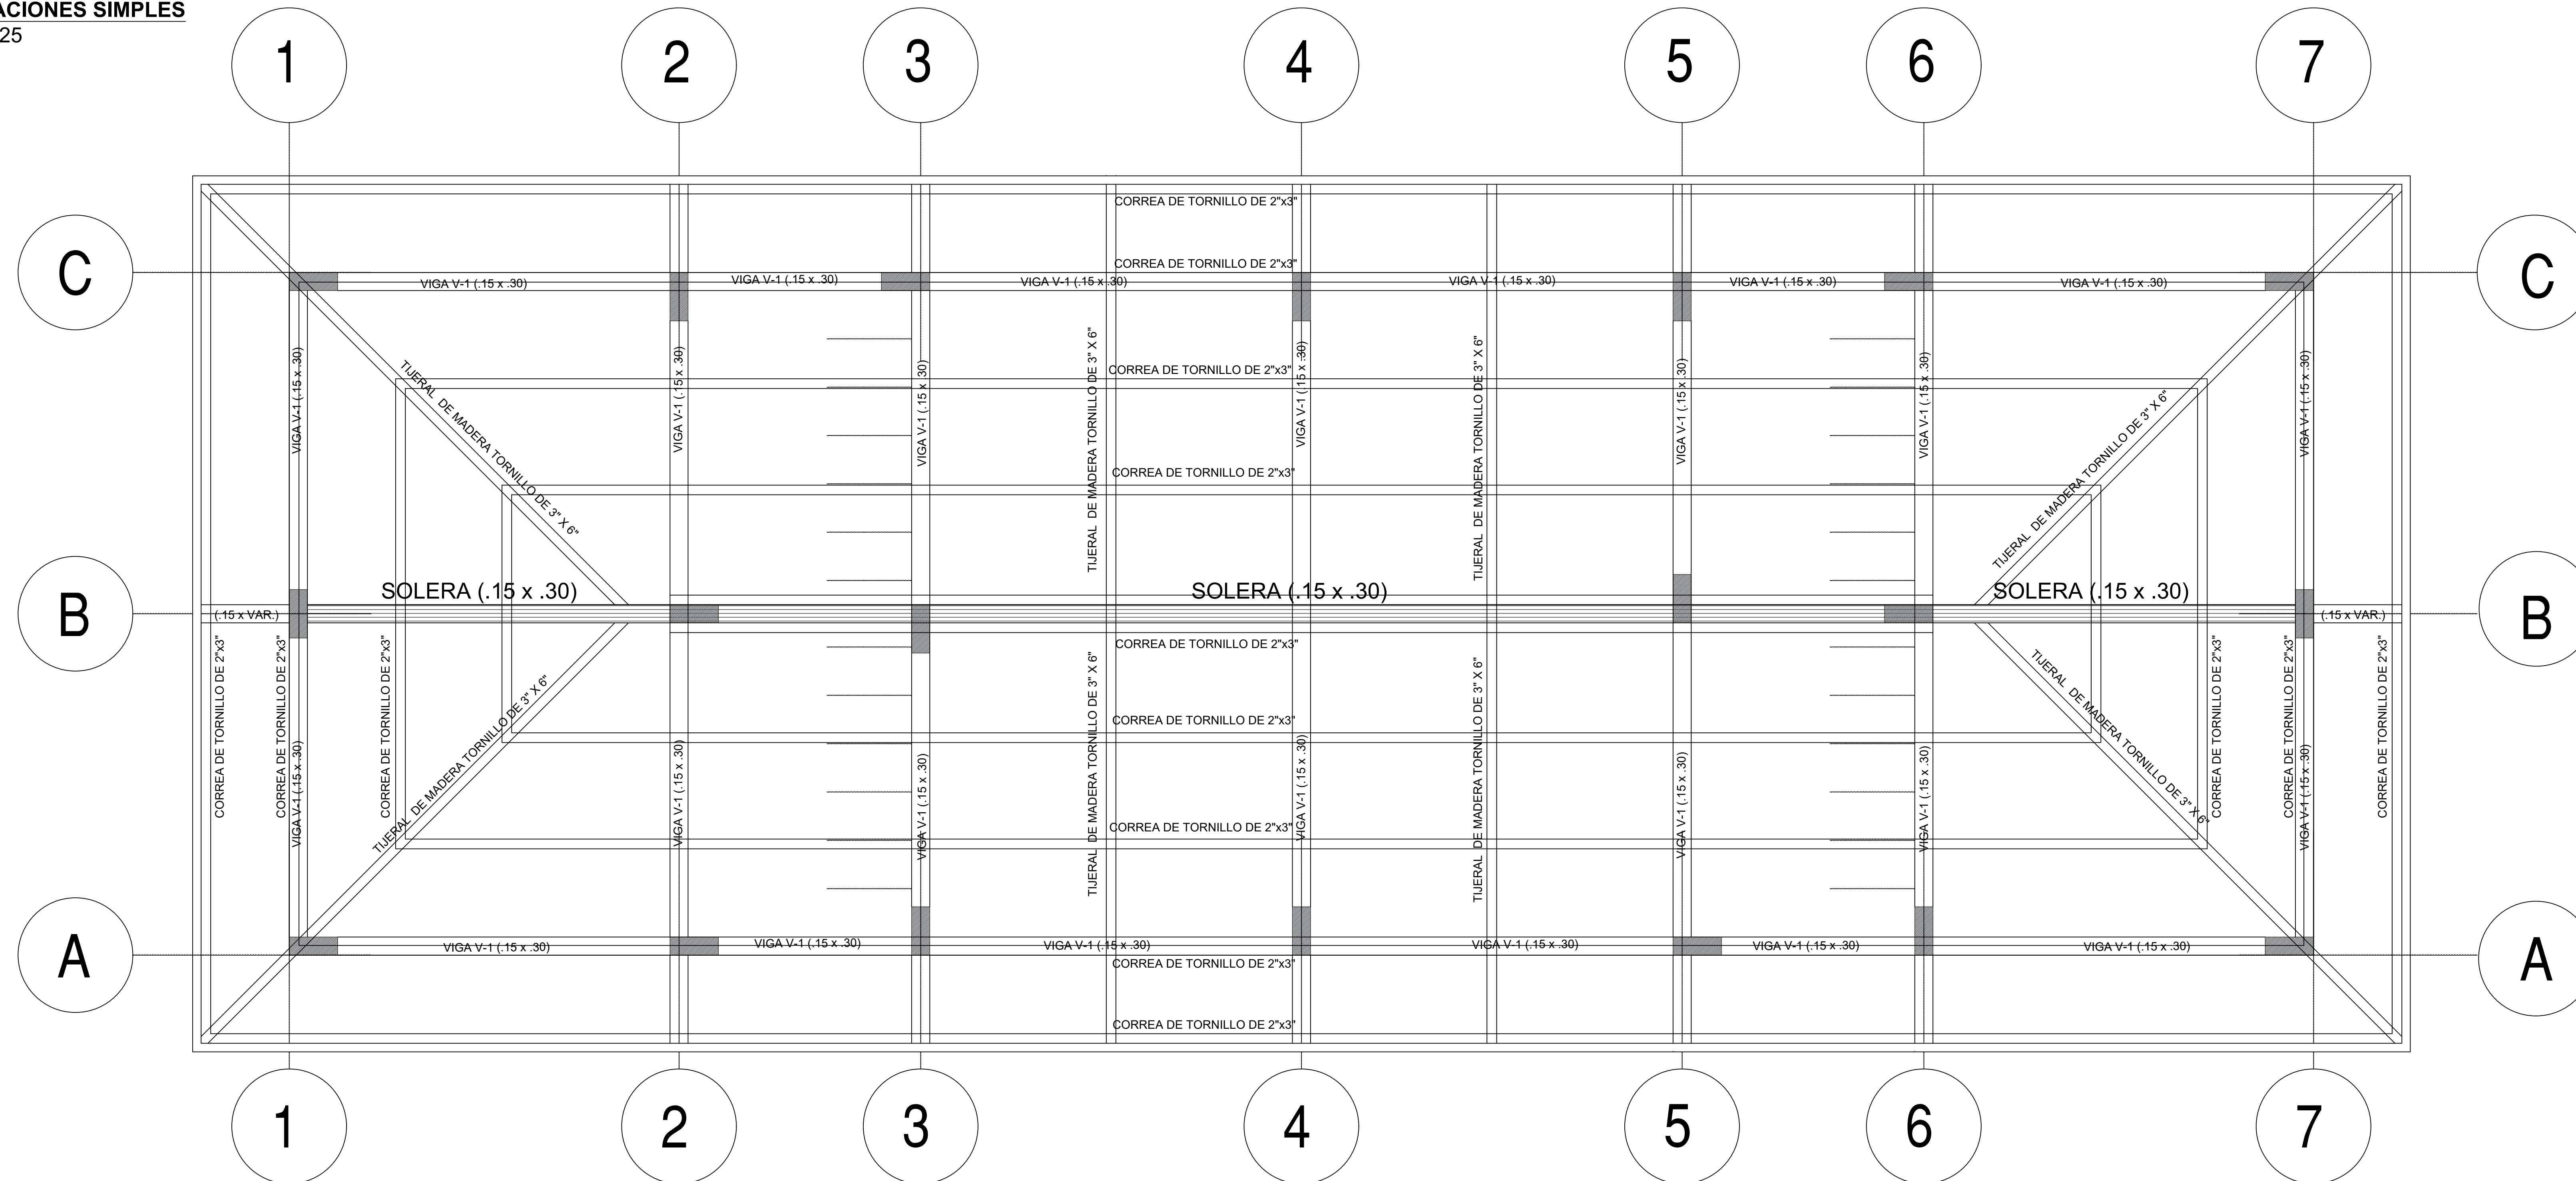 ACIONES SIMPLES
25
1
2
3
4
5
6
7
CORREA DE TORNILLO DE 2"x3"
C
CORREA DE TORNILLO DE 2"x3"
C
VIGA V-1 (.15 x .30)
VIGA V-1 (.15 x .30)
VIGA V-1 (.15 x .30)
VIGA V-1 (.15 x .30)
VIGA V-1 (.15 x .30)
VIGA V-1 (.15 x .30)
VIGA V-1 (.15 x .30)
TIJERAL DE MADERA TORNILLO DE 3" X 6"
VIGA V-1 (.15 x .30)
VIGA V-1 (.15 x .30)
TIJERAL DE MADERA TORNILLO DE 3" X 6"
CORREA DE TORNILLO DE 2"x3"
VIGA V-1 (.15 x .30)
TIJERAL DE MADERA TORNILLO DE 3" X 6"
VIGA V-1 (.15 x .30)
VIGA V-1 (.15 x .30)
TIJERAL DE MADERA TORNILLO DE 3" X 6"
VIGA V-1 (.15 x .30)
CORREA DE TORNILLO DE 2"x3"
SOLERA (.15 x .30)
SOLERA (.15 x .30)
SOLERA (.15 x .30)
B
(.15 x VAR.)
(.15 x VAR.)
B
CORREA DE TORNILLO DE 2"x3"
CORREA DE TORNILLO DE 2"x3"
CORREA DE TORNILLO DE 2"x3"
CORREA DE TORNILLO DE 2"x3"
CORREA DE TORNILLO DE 2"x3"
CORREA DE TORNILLO DE 2"x3"
CORREA DE TORNILLO DE 2"x3"
VIGA V-1 (.15 x .30)
TIJERAL DE MADERA TORNILLO DE 3" X 6"
VIGA V-1 (.15 x .30)
VIGA V-1 (.15 x .30)
TIJERAL DE MADERA TORNILLO DE 3" X 6"
CORREA DE TORNILLO DE 2"x3"
VIGA V-1 (.15 x .30)
TIJERAL DE MADERA TORNILLO DE 3" X 6"
VIGA V-1 (.15 x .30)
VIGA V-1 (.15 x .30)
TIJERAL DE MADERA TORNILLO DE 3" X 6"
VIGA V-1 (.15 x .30)
CORREA DE TORNILLO DE 2"x3"
VIGA V-1 (.15 x .30)
VIGA V-1 (.15 x .30)
VIGA V-1 (.15 x .30)
VIGA V-1 (.15 x .30)
VIGA V-1 (.15 x .30)
VIGA V-1 (.15 x .30)
A
CORREA DE TORNILLO DE 2"x3"
A
CORREA DE TORNILLO DE 2"x3"
1
2
3
4
5
6
7